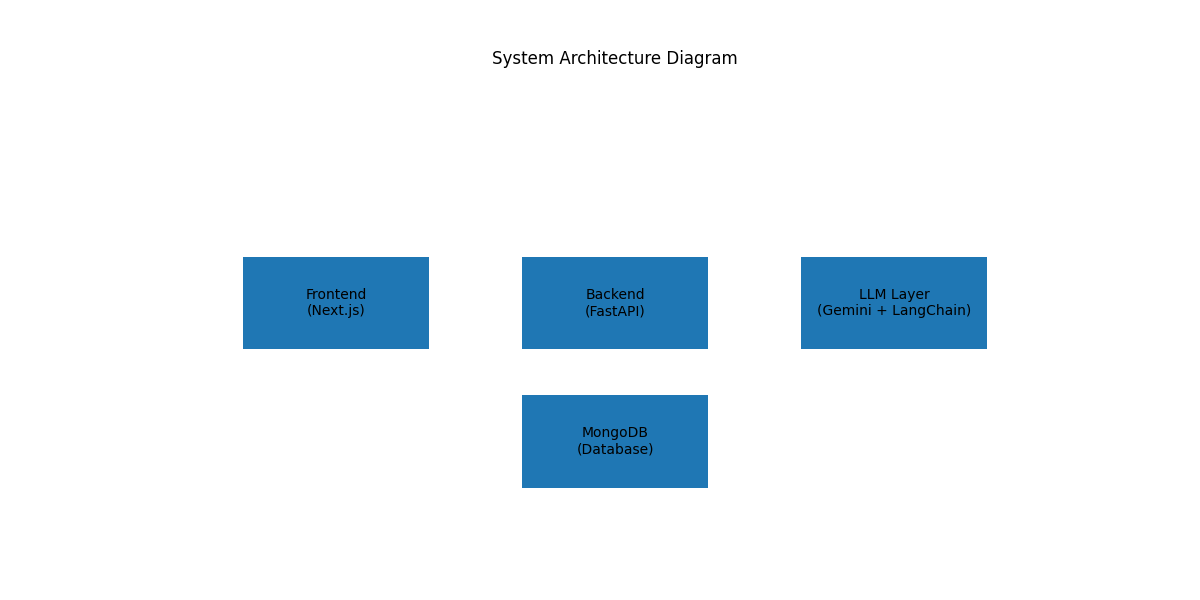 System Architecture Diagram
Frontend
(Next.js)
Backend
(FastAPI)
LLM Layer
(Gemini + LangChain)
MongoDB
(Database)